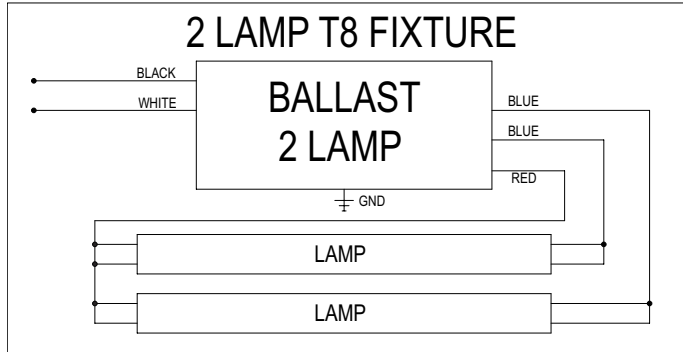 2 LAMP T8 FIXTURE
BLACK
WHITE
BALLAST
2 LAMP
BLUE
BLUE
RED
GND
LAMP
LAMP